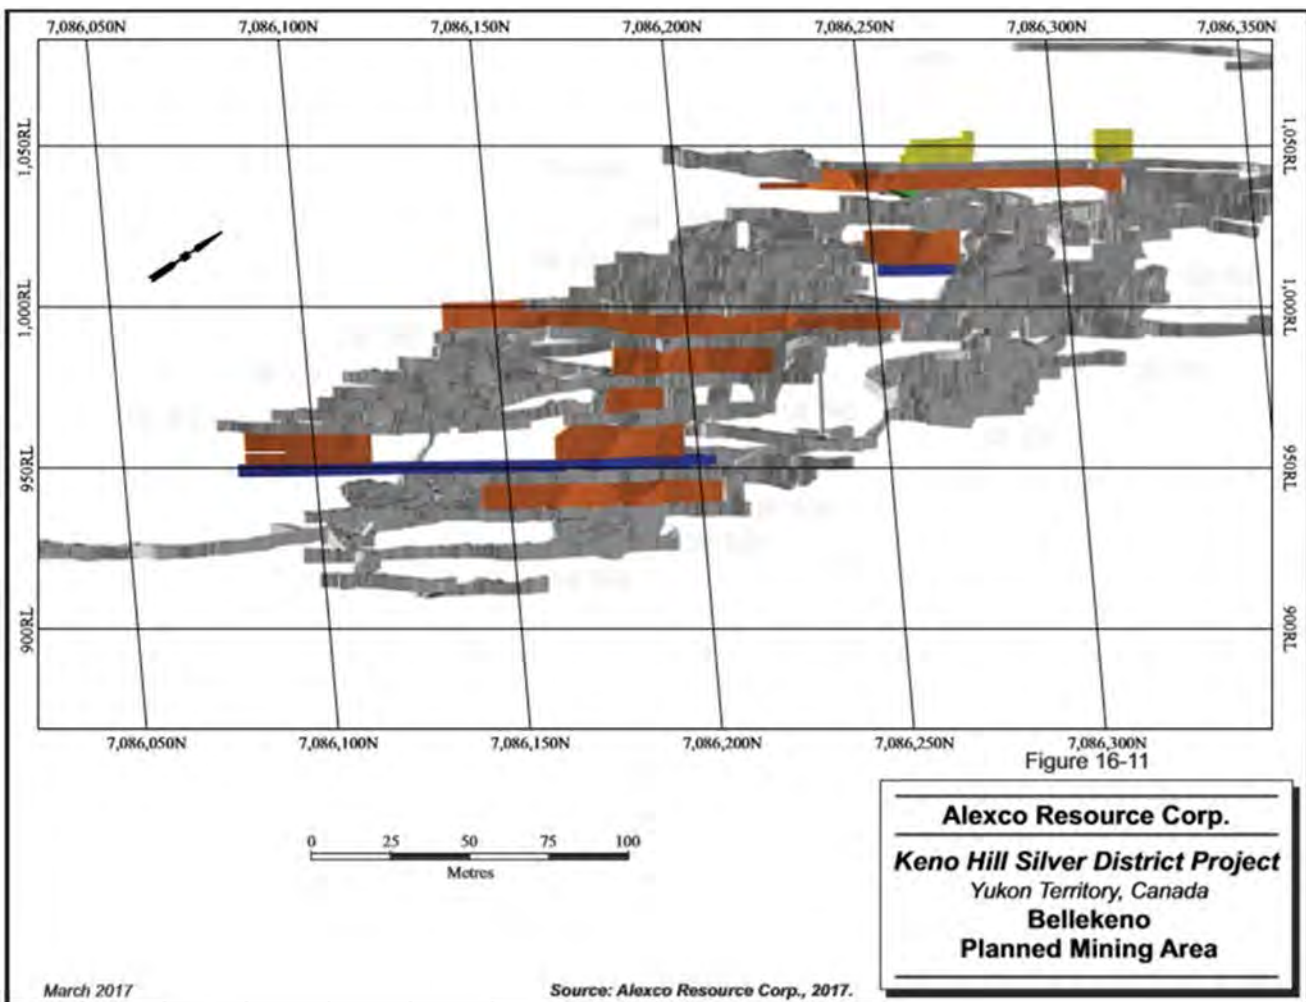 7,086,050N 7,086,100N 7,086,150N 7,086,200N 7,086,250N 7,086,300N 7,086,350N
1,050RL 1,050RL
1,000RL 1,000RL
950RL 950RL
900RL 900RL
7,086,050N 7,086,100N 7,086,150N 7,086,200N 7,086,250N 7,086,300N
Figure 16-11
0 25 50 75 100
Metres
Alexco Resource Corp.
Keno Hill Silver District Project
Yukon Territory, Canada
Bellekeno
Planned Mining Area
March 2017 Source: Alexco Resource Corp., 2017.